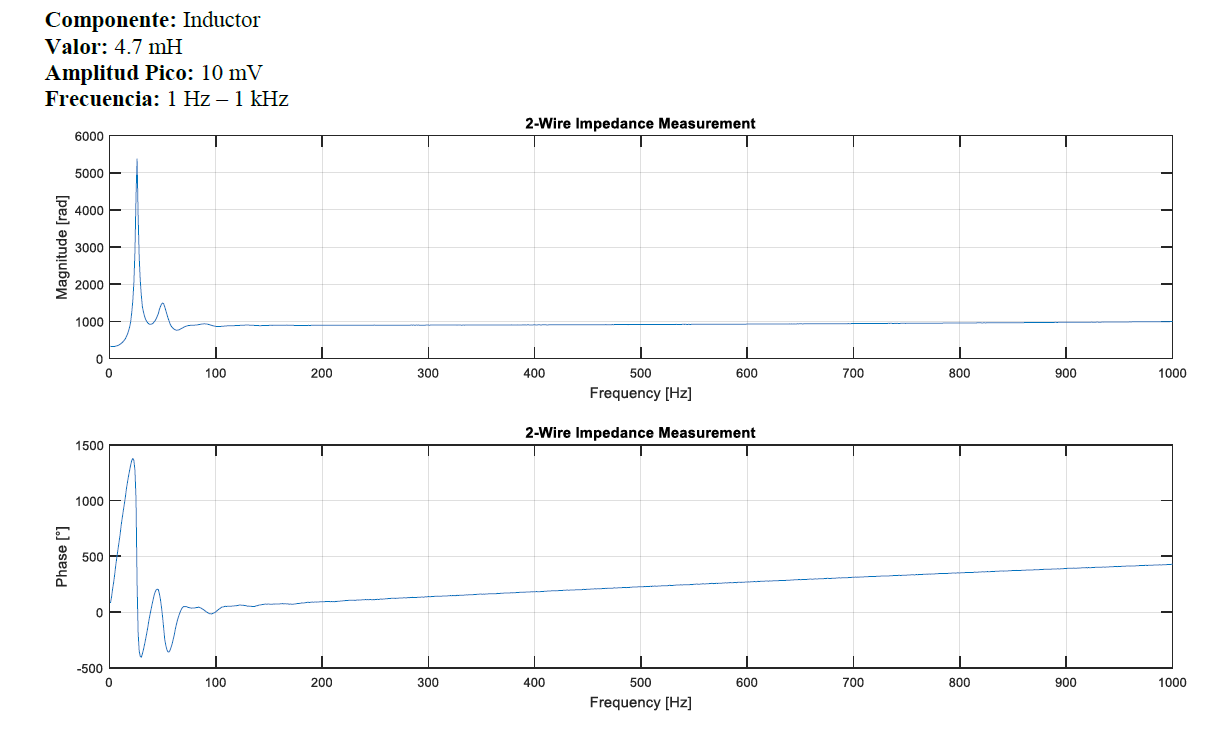 Componente: Inductor
Valor: 4.7 mH
Amplitud Pico: 10 mV
Frecuencia: 1 Hz – 1 kHz
2-Wire Impedance Measurement
6000
5000
4000
3000
2000
1000
0
Magnitude [rad]
0 100 200 300 400 500 600 700 800 900 1000
Frequency [Hz]
2-Wire Impedance Measurement
1500
1000
500
0
-500
Phase [°]
0 100 200 300 400 500 600 700 800 900 1000
Frequency [Hz]